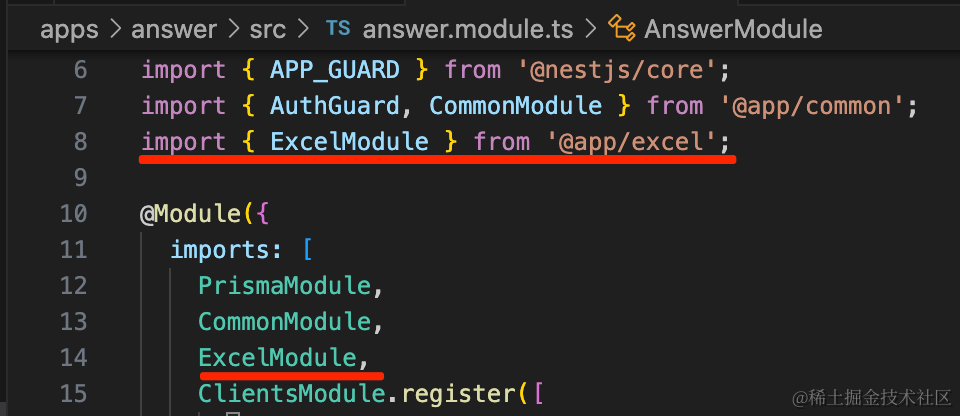 apps > answer > src > TS answer.module.ts > AnswerModule
6 import { APP_GUARD } from '@nestjs/core';
7 import { AuthGuard, CommonModule } from '@app/common';
8 import { ExcelModule } from '@app/excel';
9
10 @Module({
11 imports: [
12 PrismaModule,
13 CommonModule,
14 ExcelModule,
15 ClientsModule.register([
@稀土掘金技术社区